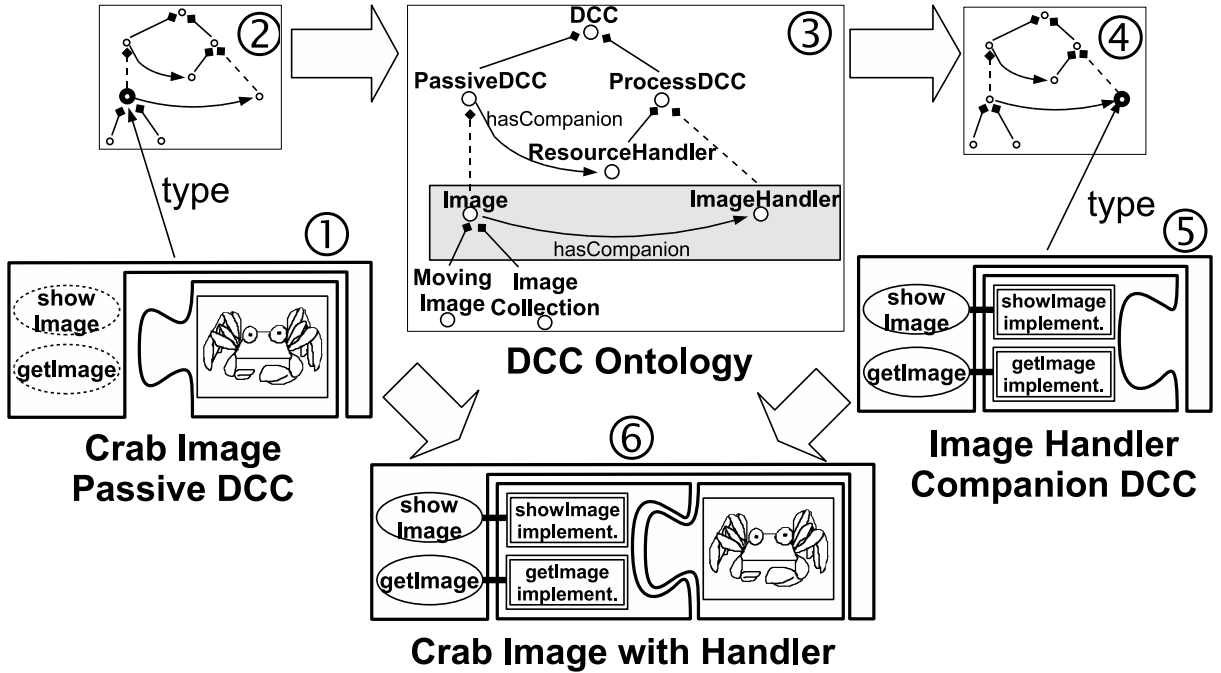 ②
③
④
DCC
PassiveDCC
ProcessDCC
hasCompanion
ResourceHandler
Image
ImageHandler
hasCompanion
Moving
Image
Image
Collection
DCC Ontology
type
①
show
Image
getImage
Crab Image
Passive DCC
type
⑤
show
Image
showImage
implement.
getImage
getImage
implement.
Image Handler
Companion DCC
⑥
show
Image
showImage
implement.
getImage
getImage
implement.
Crab Image with Handler